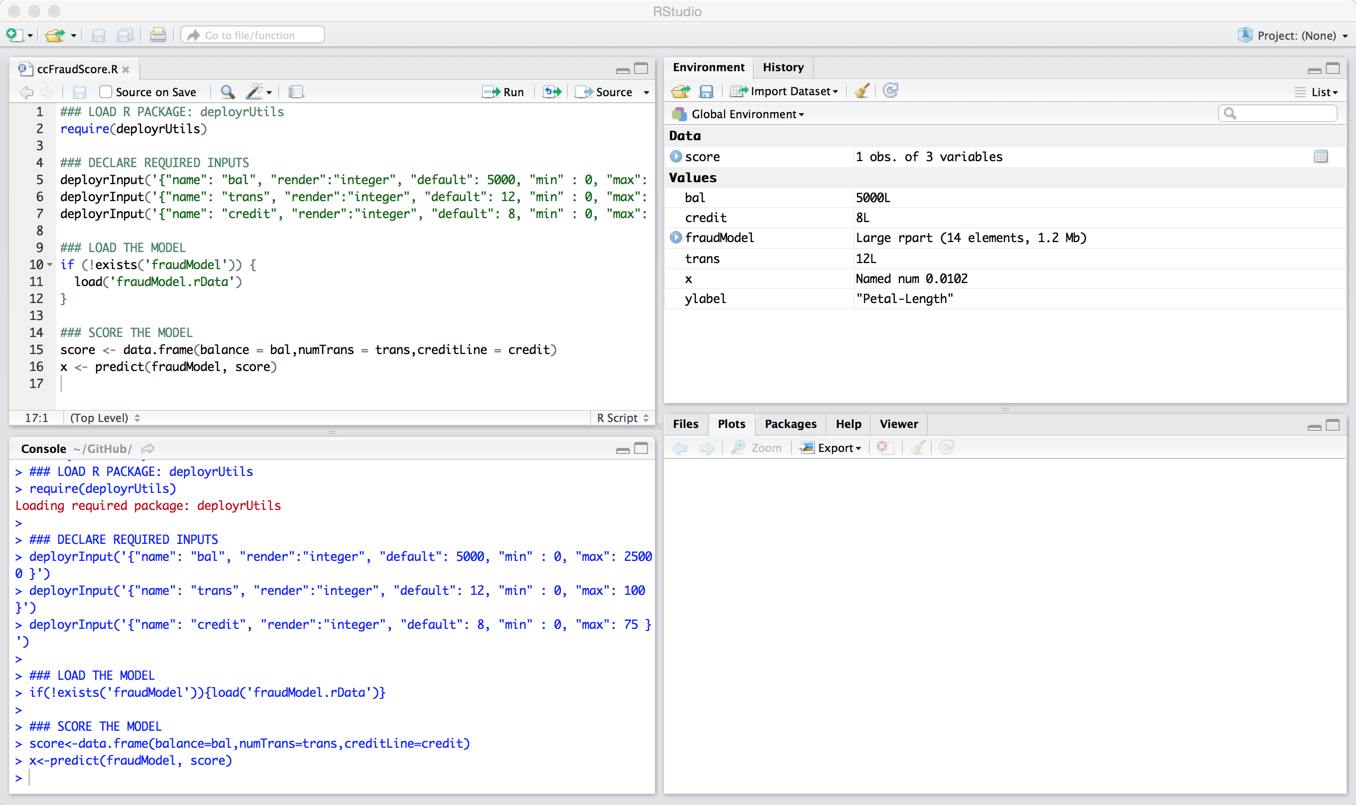 RStudio
Go to file/function
Project: (None)
ccFraudScore.R
Source on Save
Run
Source
1 ### LOAD R PACKAGE: deployrUtils
2 require(deployrUtils)
3
4 ### DECLARE REQUIRED INPUTS
5 deployrInput('{"name": "bal", "render":"integer", "default": 5000, "min" : 0, "max":
6 deployrInput('{"name": "trans", "render":"integer", "default": 12, "min" : 0, "max":
7 deployrInput('{"name": "credit", "render":"integer", "default": 8, "min" : 0, "max":
8
9 ### LOAD THE MODEL
10 if (!exists('fraudModel')) {
11 load('fraudModel.rData')
12 }
13
14 ### SCORE THE MODEL
15 score <- data.frame(balance = bal,numTrans = trans,creditLine = credit)
16 x <- predict(fraudModel, score)
17
17:1 (Top Level) R Script
Console ~/GitHub/
> ### LOAD R PACKAGE: deployrUtils
> require(deployrUtils)
Loading required package: deployrUtils
>
> ### DECLARE REQUIRED INPUTS
> deployrInput('{"name": "bal", "render":"integer", "default": 5000, "min" : 0, "max": 2500
0 }')
> deployrInput('{"name": "trans", "render":"integer", "default": 12, "min" : 0, "max": 100
}')
> deployrInput('{"name": "credit", "render":"integer", "default": 8, "min" : 0, "max": 75 }
')
>
> ### LOAD THE MODEL
> if(!exists('fraudModel')){load('fraudModel.rData')}
>
> ### SCORE THE MODEL
> score<-data.frame(balance=bal,numTrans=trans,creditLine=credit)
> x<-predict(fraudModel, score)
>
Environment History
Import Dataset List
Global Environment
Data
score 1 obs. of 3 variables
Values
bal 5000L
credit 8L
fraudModel Large rpart (14 elements, 1.2 Mb)
trans 12L
x Named num 0.0102
ylabel "Petal-Length"
Files Plots Packages Help Viewer
Zoom Export